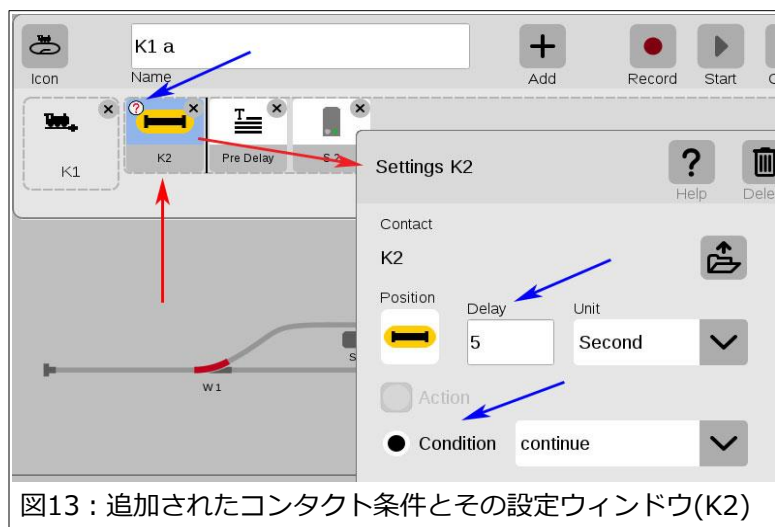 K1 a
Icon
Name
Add
Record
Start
K1
K2
Pre Delay
Settings K2
?
Help
Contact
K2
Position
Delay
Unit
5
Second
Action
Condition
continue
W 1
図13：追加されたコンタクト条件とその設定ウィンドウ(K2)